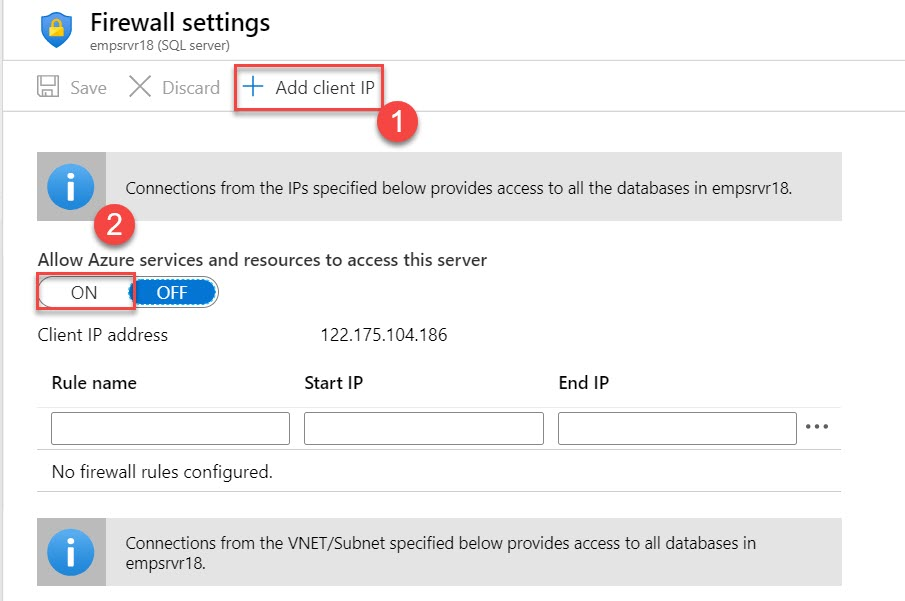 Firewall settings
empsrvr18 (SQL server)
Save Discard Add client IP
1
Connections from the IPs specified below provides access to all the databases in empsrvr18.
2
Allow Azure services and resources to access this server
ON OFF
Client IP address 122.175.104.186
Rule name Start IP End IP
No firewall rules configured.
Connections from the VNET/Subnet specified below provides access to all databases in
empsrvr18.